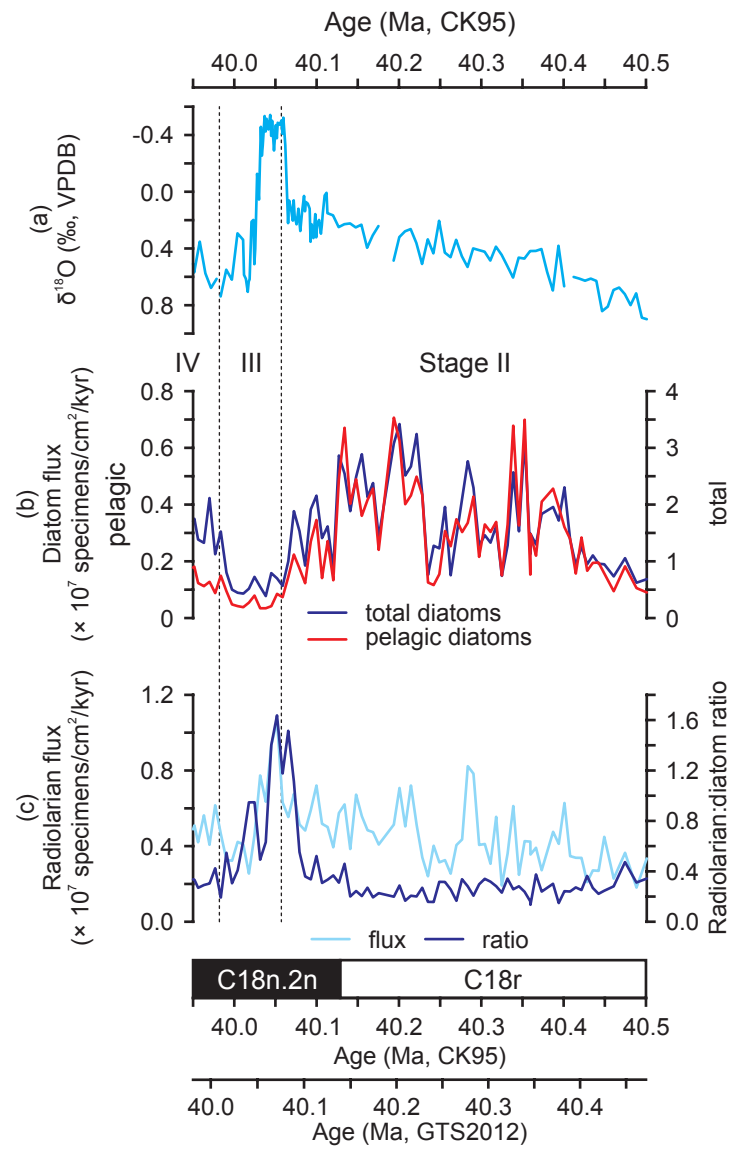 Age (Ma, CK95)
40.0 40.1 40.2 40.3 40.4 40.5
(a)
δ¹⁸O (‰, VPDB)
-0.4
0.0
0.4
0.8
IV III Stage II
(b)
Diatom flux
(× 10⁷ specimens/cm²/kyr)
pelagic
0.8
0.6
0.4
0.2
0
4
3
2
1
0
total
total diatoms
pelagic diatoms
(c)
Radiolarian flux
(× 10⁷ specimens/cm²/kyr)
1.2
0.8
0.4
0.0
1.6
1.2
0.8
0.4
0.0
Radiolarian:diatom ratio
flux ratio
C18n.2n C18r
40.0 40.1 40.2 40.3 40.4 40.5
Age (Ma, CK95)
40.0 40.1 40.2 40.3 40.4
Age (Ma, GTS2012)